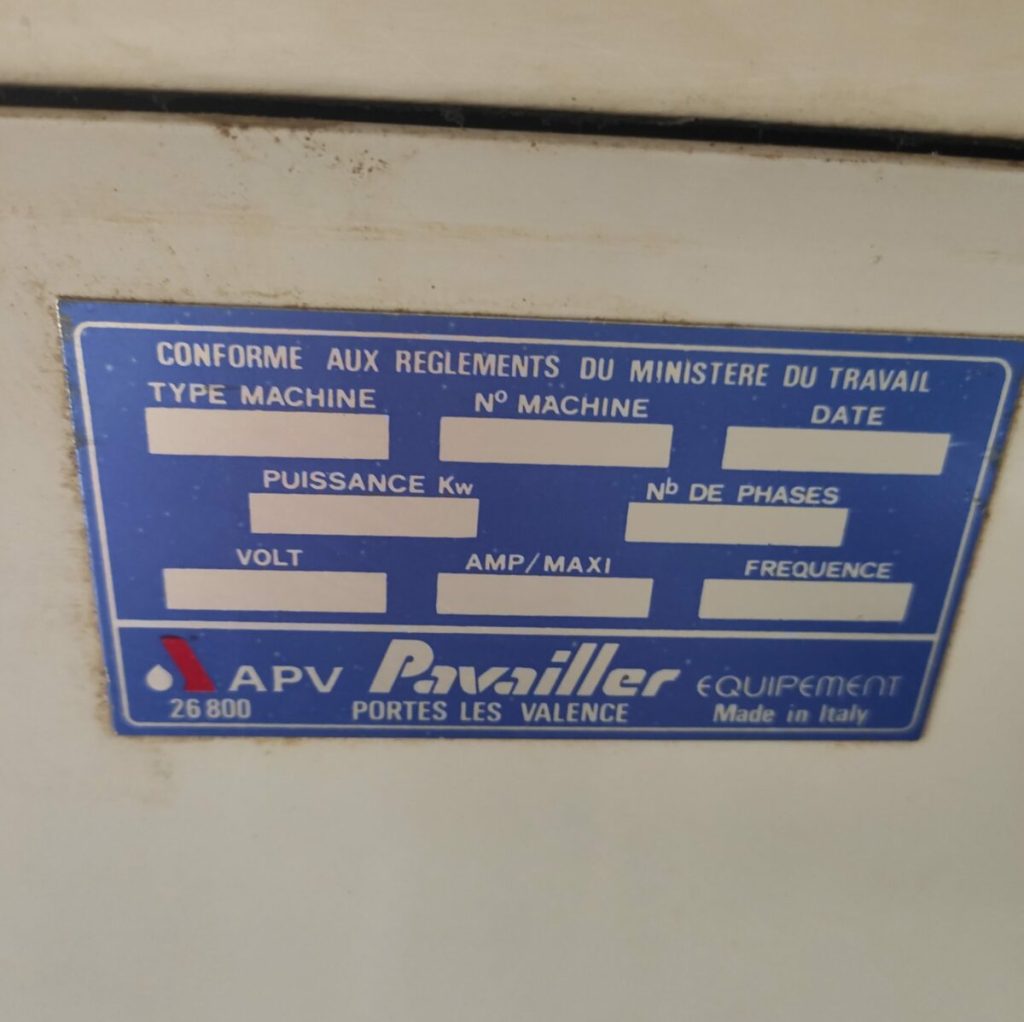 CONFORME AUX REGLEMENTS DU MINISTERE DU TRAVAIL
TYPE MACHINE N° MACHINE DATE
PUISSANCE Kw Nb DE PHASES
VOLT AMP/MAXI FREQUENCE
APV Pavailler EQUIPEMENT
26 800 PORTES LES VALENCE Made in Italy